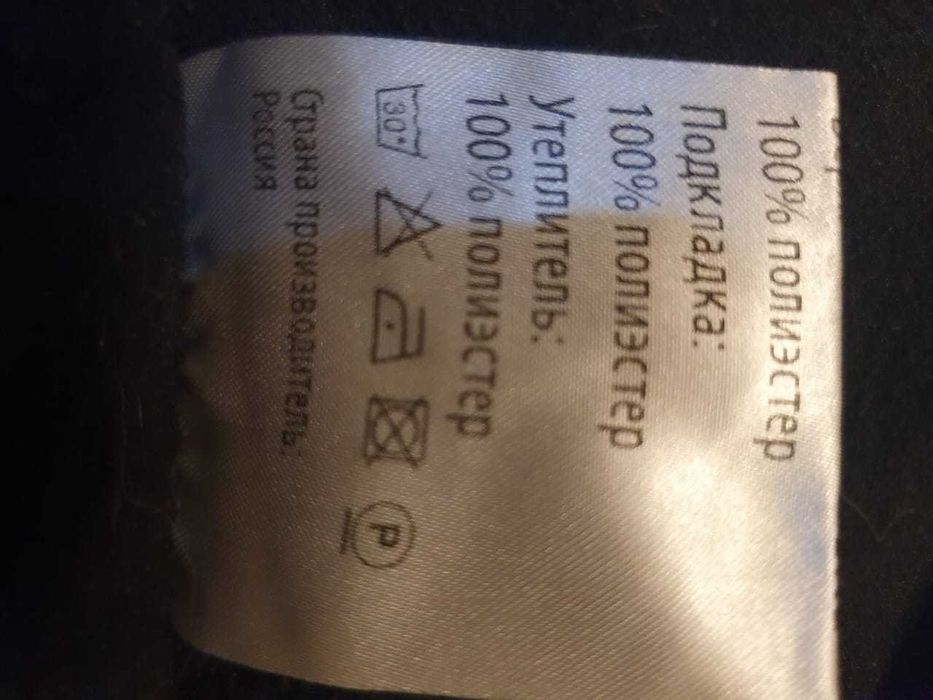 100% полиэстер
Подкладка:
100% полиэстер
Утеплитель:
100% полиэстер
30°
P
Страна производитель:
Россия